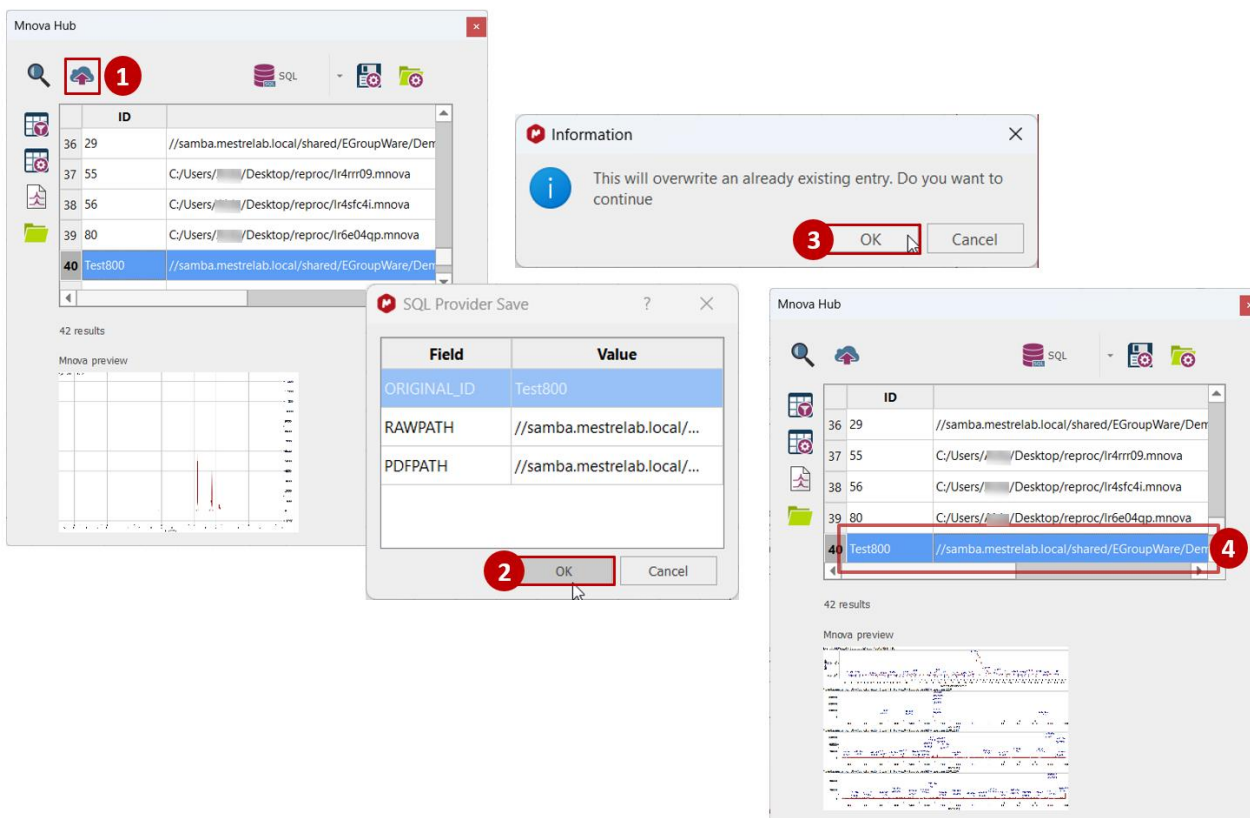 Mnova Hub
1
SQL
ID
36 29 //samba.mestrelab.local/shared/EGroupWare/Dem
37 55 C:/Users/ /Desktop/reproc/lr4rrr09.mnova
38 56 C:/Users/ /Desktop/reproc/lr4sfc4i.mnova
39 80 C:/Users/ /Desktop/reproc/lr6e04qp.mnova
40 Test800 //samba.mestrelab.local/shared/EGroupWare/Dem
42 results
Mnova preview
Information
This will overwrite an already existing entry. Do you want to
continue
3 OK Cancel
SQL Provider Save ?
Field Value
ORIGINAL_ID Test800
RAWPATH //samba.mestrelab.local/...
PDFPATH //samba.mestrelab.local/...
2 OK Cancel
Mnova Hub
SQL
ID
36 29 //samba.mestrelab.local/shared/EGroupWare/Dem
37 55 C:/Users/ /Desktop/reproc/lr4rrr09.mnova
38 56 C:/Users/ /Desktop/reproc/lr4sfc4i.mnova
39 80 C:/Users/ /Desktop/reproc/lr6e04qp.mnova
40 Test800 //samba.mestrelab.local/shared/EGroupWare/Dem 4
42 results
Mnova preview